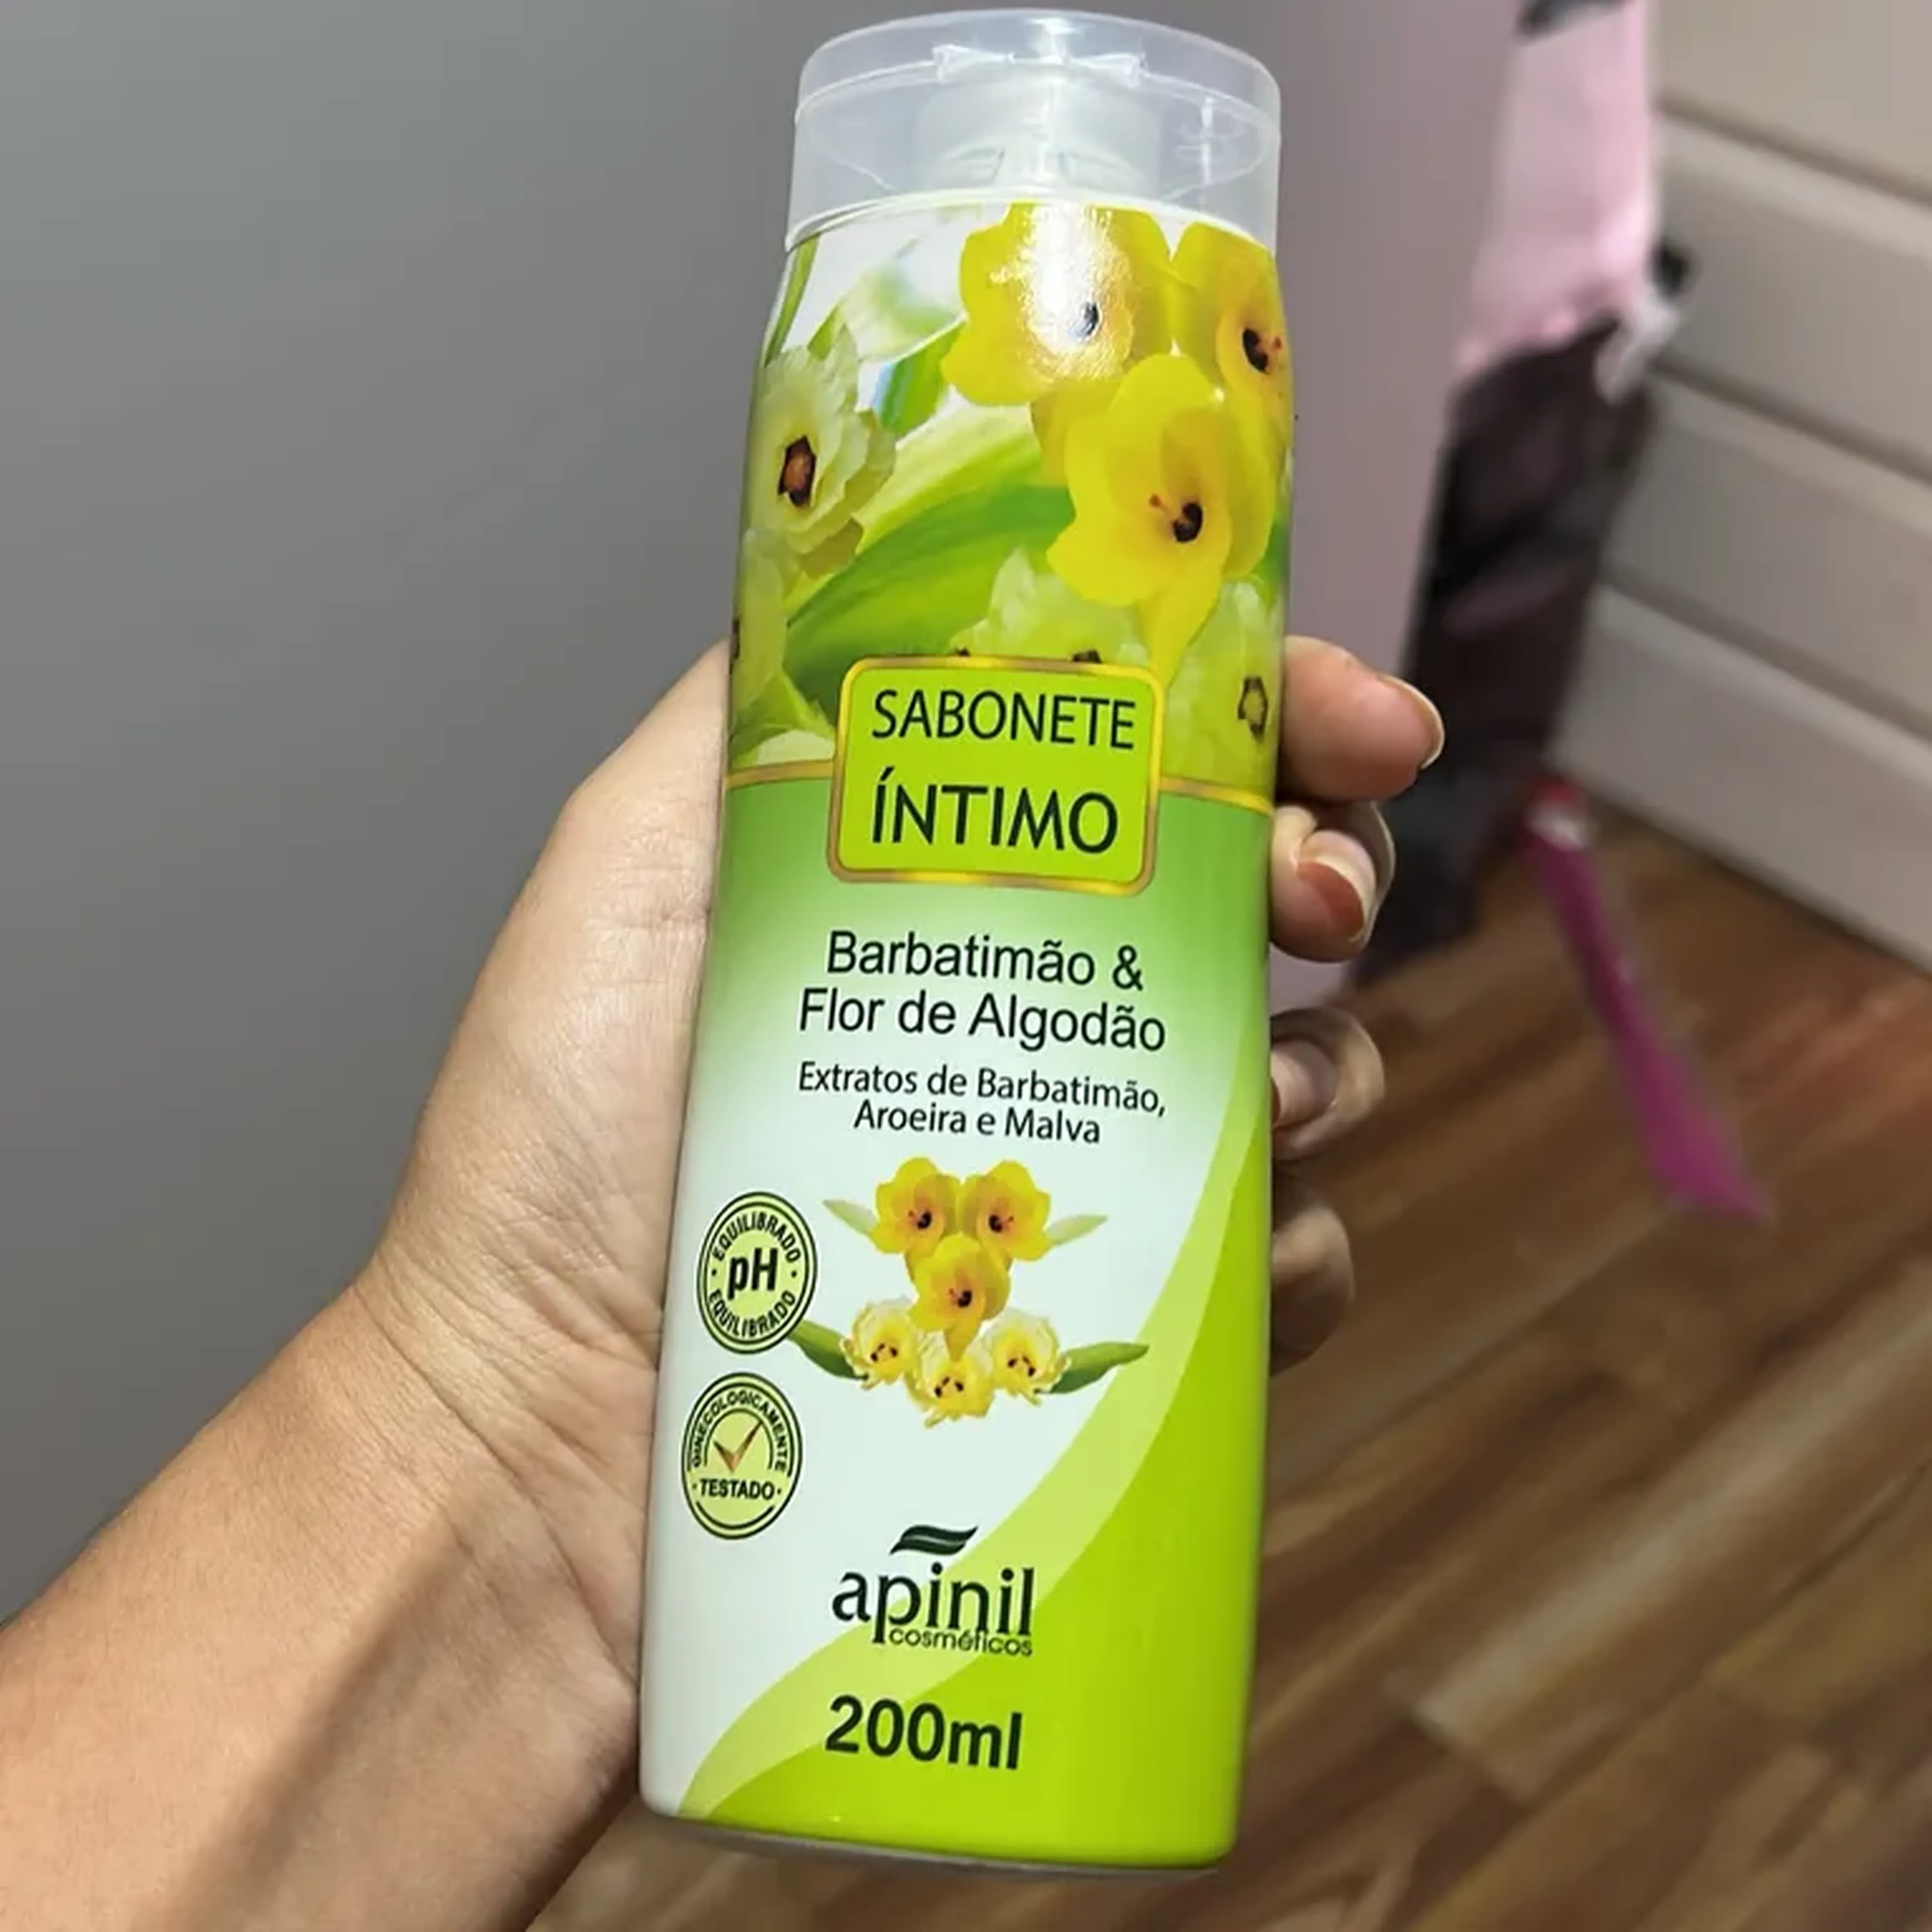 SABONETE
ÍNTIMO
Barbatimão &
Flor de Algodão
Extratos de Barbatimão,
Aroeira e Malva
EQUILIBRADO
pH
EQUILIBRADO
GINECOLOGICAMENTE
TESTADO
apinil
cosméticos
200ml